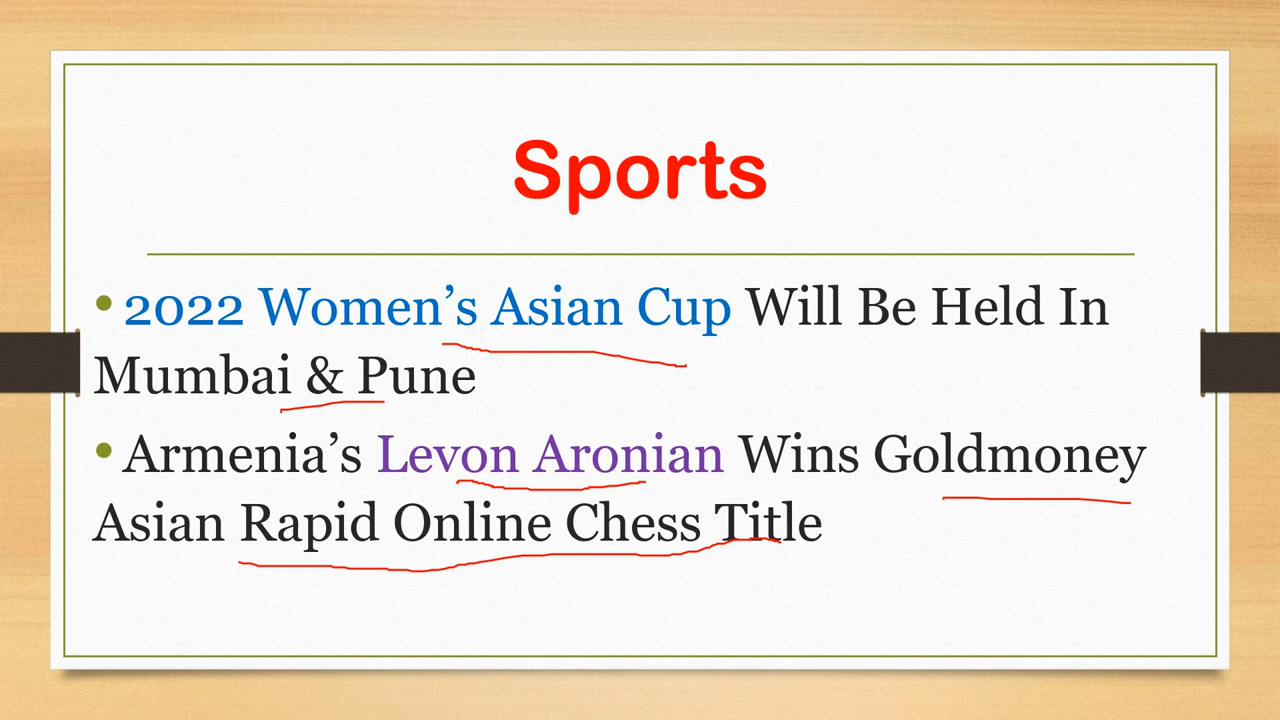 Sports
• 2022 Women’s Asian Cup Will Be Held In
Mumbai & Pune
• Armenia’s Levon Aronian Wins Goldmoney
Asian Rapid Online Chess Title